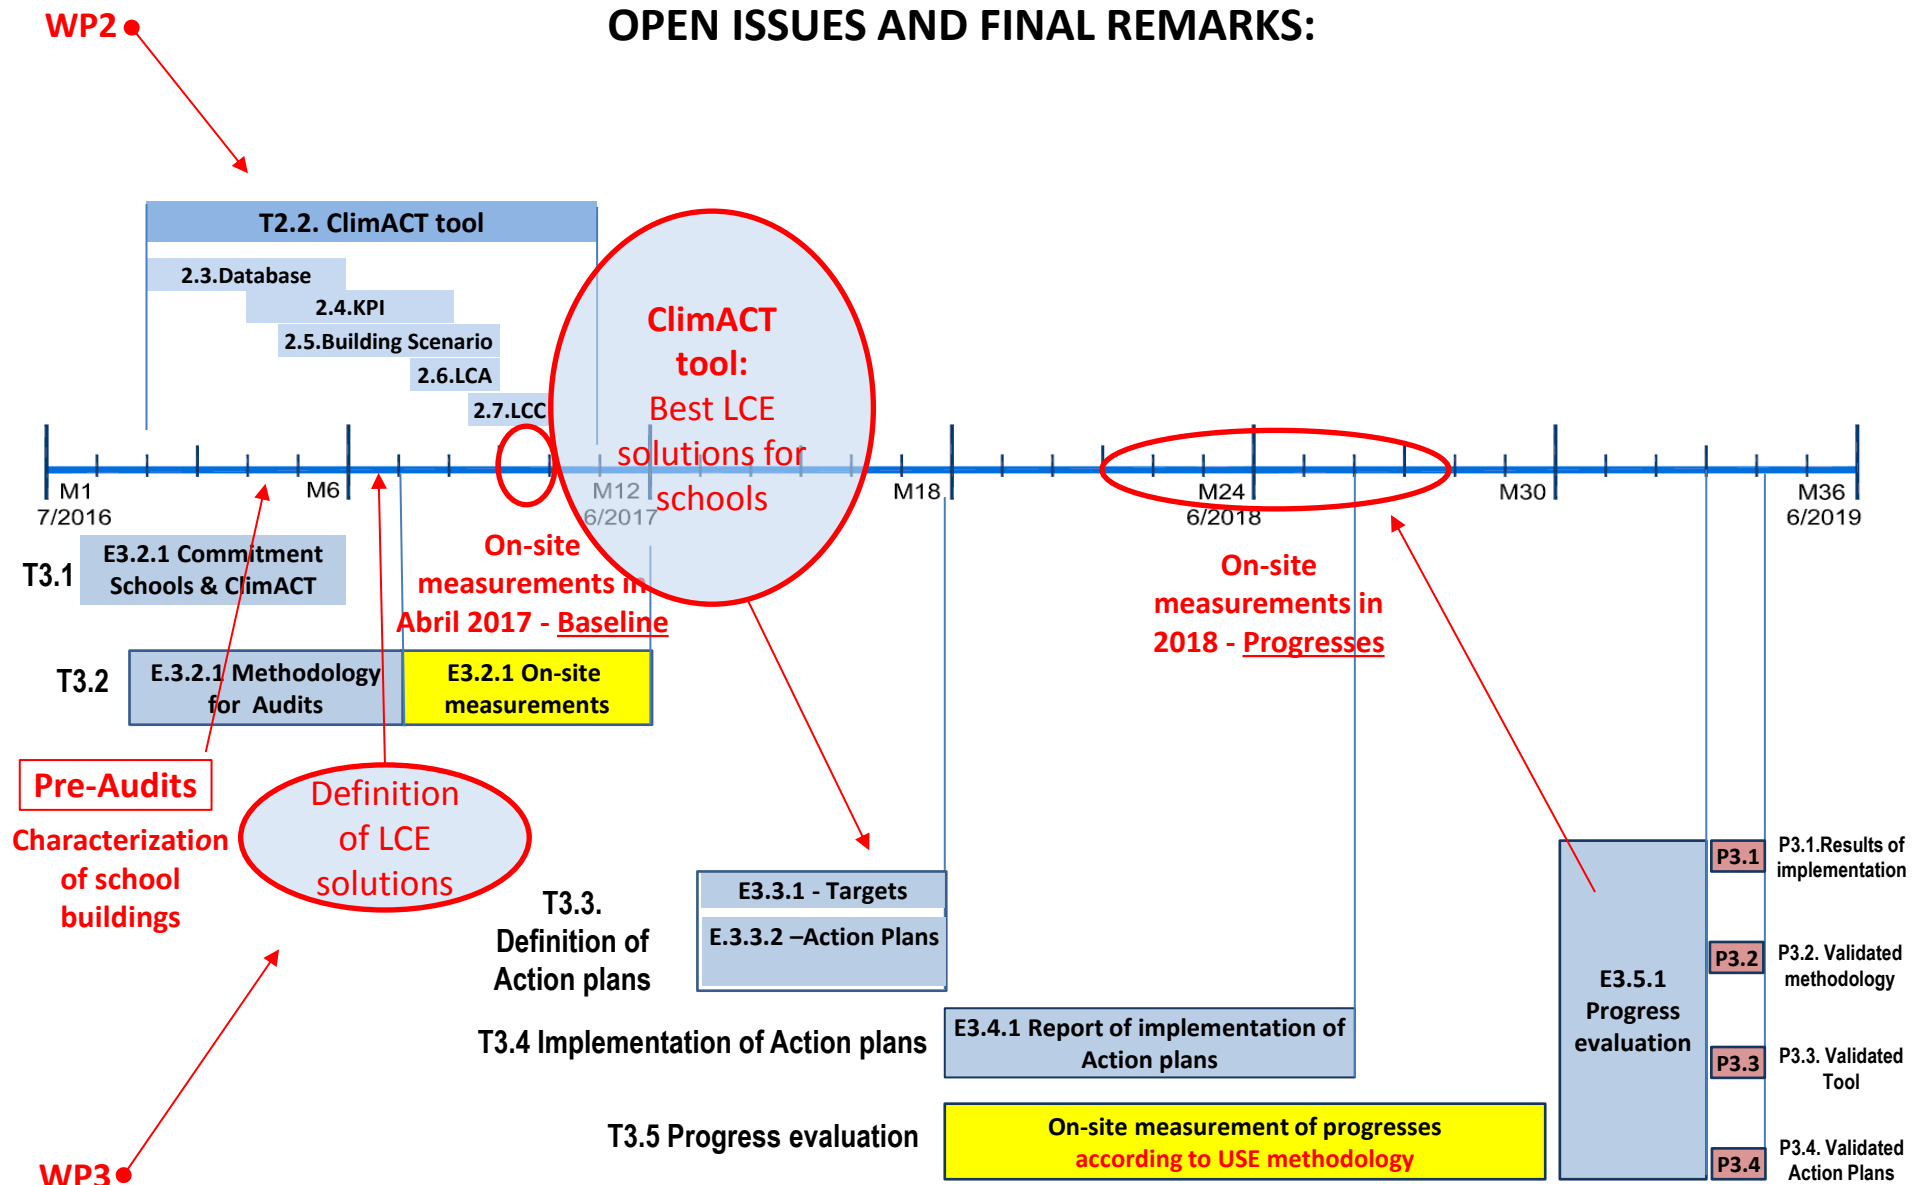 OPEN ISSUES AND FINAL REMARKS:
WP2
T2.2. ClimACT tool
2.3.Database
2.4.KPI
2.5.Building Scenario
2.6.LCA
2.7.LCC
ClimACT
tool:
Best LCE
solutions for
schools
M1
7/2016
M6
M12
6/2017
M18
M24
6/2018
M30
M36
6/2019
T3.1
E3.2.1 Commitment
Schools & ClimACT
On-site
measurements in
Abril 2017 - Baseline
On-site
measurements in
2018 - Progresses
T3.2
E.3.2.1 Methodology
for Audits
E3.2.1 On-site
measurements
Pre-Audits
Characterization
of school
buildings
Definition
of LCE
solutions
T3.3.
Definition of
Action plans
E3.3.1 - Targets
E.3.3.2 –Action Plans
T3.4 Implementation of Action plans
E3.4.1 Report of implementation of
Action plans
T3.5 Progress evaluation
On-site measurement of progresses
according to USE methodology
E3.5.1
Progress
evaluation
P3.1
P3.1.Results of
implementation
P3.2
P3.2. Validated
methodology
P3.3
P3.3. Validated
Tool
P3.4
P3.4. Validated
Action Plans
WP3